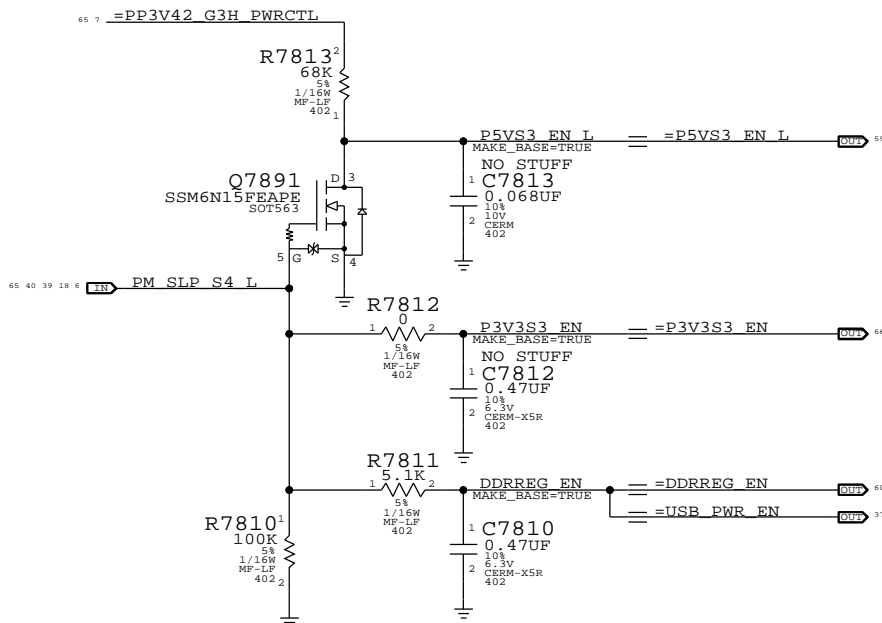 65 7 =PP3V42_G3H_PWRCTL
R7813 2
68K
5%
1/16W
MF-LF
402
1
P5VS3_EN_L =P5VS3_EN_L OUT 59
MAKE_BASE=TRUE
NO STUFF
1 C7813
0.068UF
10%
2 10V
CERM
402
Q7891 D 3
SSM6N15FEAPE
SOT563
5 G S 4
65 40 39 18 6 IN PM_SLP_S4_L
R7812
0
1 2
5%
1/16W
MF-LF
402
P3V3S3_EN =P3V3S3_EN OUT 66
MAKE_BASE=TRUE
NO STUFF
1 C7812
0.47UF
10%
2 6.3V
CERM-X5R
402
R7811
5.1K
1 2
5%
1/16W
MF-LF
402
DDRREG_EN =DDRREG_EN OUT 60
MAKE_BASE=TRUE
=USB_PWR_EN OUT 37
R7810 1
100K
5%
1/16W
MF-LF
402 2
1 C7810
0.47UF
10%
2 6.3V
CERM-X5R
402